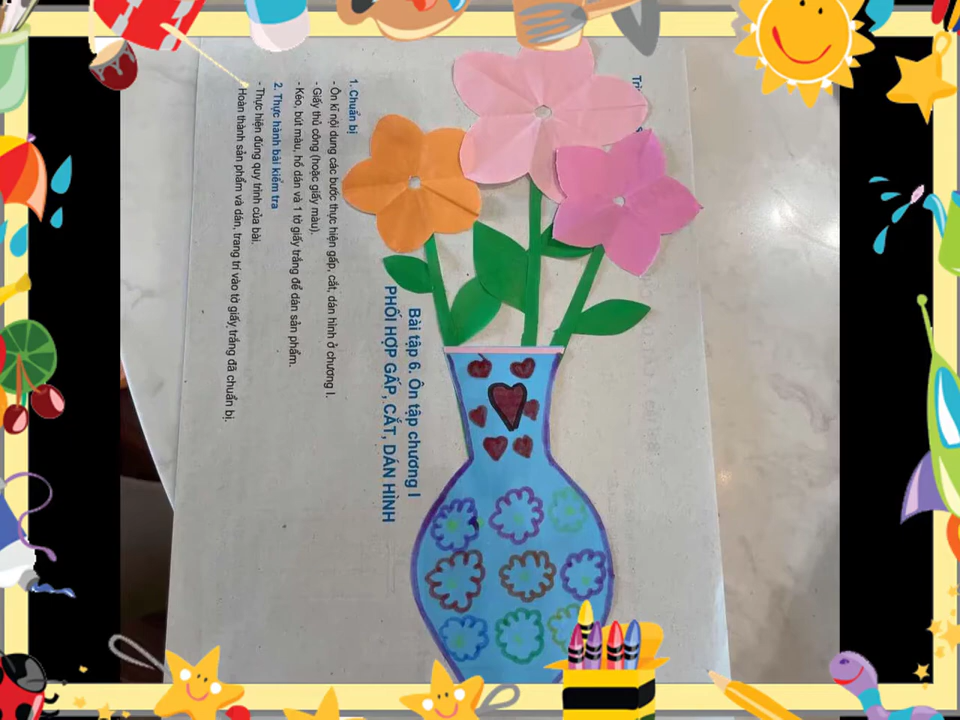 Bài tập 6. Ôn tập chương I
PHỐI HỢP GẤP, CẮT, DÁN HÌNH
1. Chuẩn bị
- Ôn kĩ nội dung các bước thực hiện gấp, cắt, dán hình ở chương I.
- Giấy thủ công (hoặc giấy màu).
- Kéo, bút màu, hồ dán và 1 tờ giấy trắng để dán sản phẩm.
2. Thực hành bài kiểm tra
- Thực hiện đúng quy trình của bài.
Hoàn thành sản phẩm và dán, trang trí vào tờ giấy trắng đã chuẩn bị.